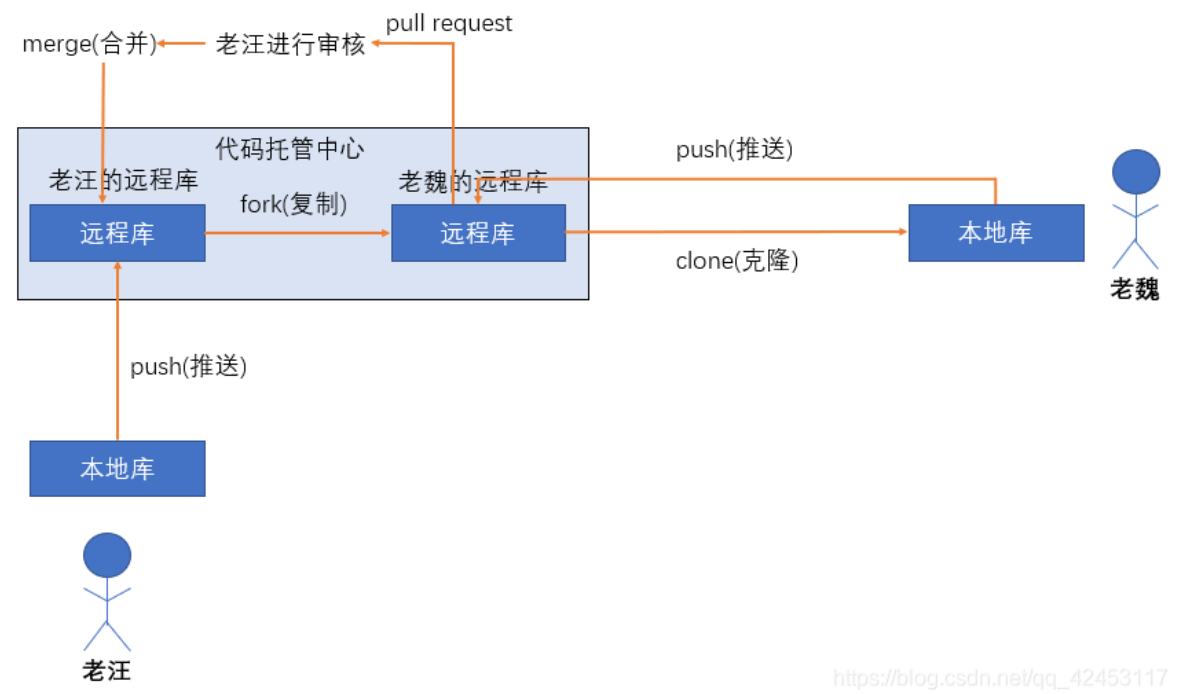 pull request
merge(合并)
老汪进行审核
代码托管中心
老汪的远程库
老魏的远程库
push(推送)
fork(复制)
远程库
远程库
本地库
clone(克隆)
老魏
push(推送)
本地库
老汪
https://blog.csdn.net/qq_42453117